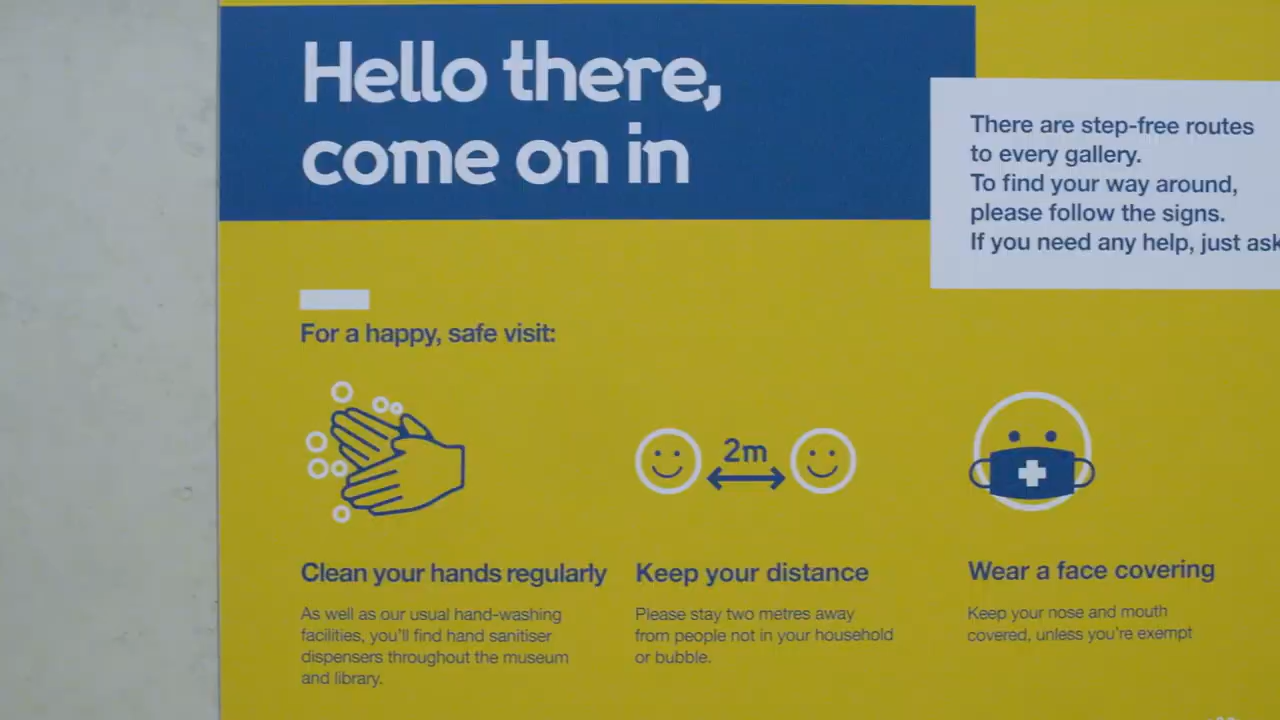 Hello there,
come on in
There are step-free routes
to every gallery.
To find your way around,
please follow the signs.
If you need any help, just ask
For a happy, safe visit:
2m
Clean your hands regularly
As well as our usual hand-washing
facilities, you'll find hand sanitiser
dispensers throughout the museum
and library.
Keep your distance
Please stay two metres away
from people not in your household
or bubble.
Wear a face covering
Keep your nose and mouth
covered, unless you're exempt